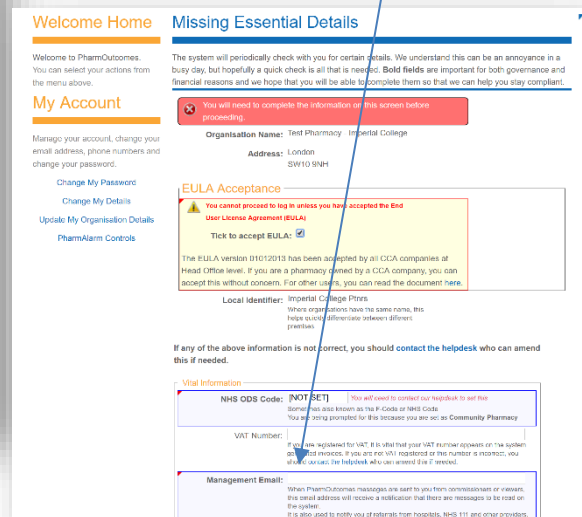 Welcome Home
Welcome to PharmOutcomes.
You can select your actions from
the menu above.
My Account
Manage your account, change your
email address, phone numbers and
change your password.
Change My Password
Change My Details
Update My Organisation Details
PharmAlarm Controls
Missing Essential Details
The system will periodically check with you for certain details. We understand this can be an annoyance in a
busy day, but hopefully a quick check is all that is needed. Bold fields are important for both governance and
financial reasons and we hope that you will be able to complete them so that we can help you stay compliant.
You will need to complete the information on this screen before
proceeding.
Organisation Name: Test Pharmacy Imperial College
Address: London
SW10 9NH
EULA Acceptance
You cannot proceed to log in unless you have accepted the End
User License Agreement (EULA)
Tick to accept EULA:
The EULA version 01012013 has been accepted by all CCA companies at
Head Office level. If you are a pharmacy owned by a CCA company, you can
accept this without concern. For other users, you can read the document here.
Local Identifier: Imperial College Ptnrs
Where organisations have the same name, this
helps quickly differentiate between different
premises.
If any of the above information is not correct, you should contact the helpdesk who can amend
this if needed.
Vital Information
NHS ODS Code: [NOT SET] You will need to contact our helpdesk to set this
Sometimes also known as the F-Code or NHS Code
You are being prompted for this because you are set as Community Pharmacy
VAT Number:
If you are registered for VAT, it is vital that your VAT number appears on the system
generated invoices. If you are not VAT registered or this number is incorrect, you
should contact the helpdesk who can amend this if needed.
Management Email:
When PharmOutcomes messages are sent to you from commissioners or viewers,
this email address will receive a notification that there are messages to be read on
the system.
It is also used to notify you of referrals from hospitals, NHS 111 and other providers.